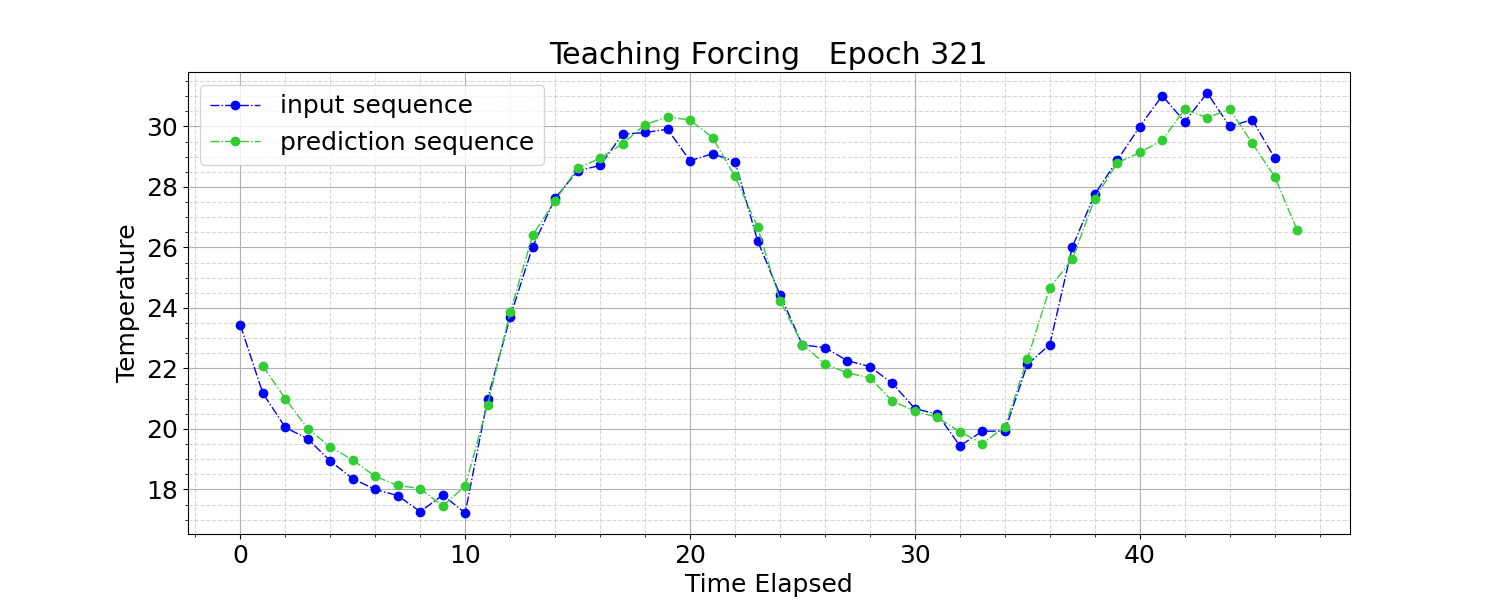 Teaching Forcing   Epoch 321
input sequence
prediction sequence
Temperature
30
28
26
24
22
20
18
0 10 20 30 40
Time Elapsed